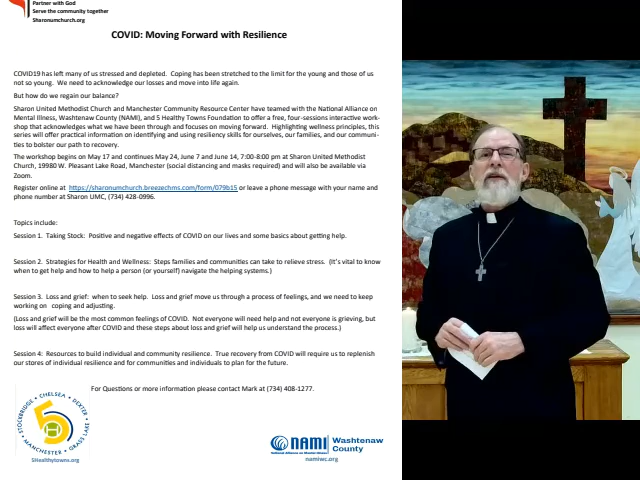 Partner with God
Serve the community together
Sharonumchurch.org
COVID: Moving Forward with Resilience
COVID19 has left many of us stressed and depleted. Coping has been stretched to the limit for the young and those of us
not so young. We need to acknowledge our losses and move into life again.
But how do we regain our balance?
Sharon United Methodist Church and Manchester Community Resource Center have teamed with the National Alliance on
Mental Illness, Washtenaw County (NAMI), and 5 Healthy Towns Foundation to offer a free, four-sessions interactive work-
shop that acknowledges what we have been through and focuses on moving forward. Highlighting wellness principles, this
series will offer practical information on identifying and using resiliency skills for ourselves, our families, and our communi-
ties to bolster our path to recovery.
The workshop begins on May 17 and continues May 24, June 7 and June 14, 7:00-8:00 pm at Sharon United Methodist
Church, 19980 W. Pleasant Lake Road, Manchester (social distancing and masks required) and will also be available via
Zoom.
Register online at https://sharonumchurch.breezechms.com/form/079b15 or leave a phone message with your name and
phone number at Sharon UMC, (734) 428-0996.
Topics include:
Session 1. Taking Stock: Positive and negative effects of COVID on our lives and some basics about getting help.
Session 2. Strategies for Health and Wellness: Steps families and communities can take to relieve stress. (It's vital to know
when to get help and how to help a person (or yourself) navigate the helping systems.)
Session 3. Loss and grief: when to seek help. Loss and grief move us through a process of feelings, and we need to keep
working on coping and adjusting.
(Loss and grief will be the most common feelings of COVID. Not everyone will need help and not everyone is grieving, but
loss will affect everyone after COVID and these steps about loss and grief will help us understand the process.)
Session 4: Resources to build individual and community resilience. True recovery from COVID will require us to replenish
our stores of individual resilience and for communities and individuals to plan for the future.
For Questions or more information please contact Mark at (734) 408-1277.
STOCKBRIDGE • CHELSEA • DEXTER • GRASS LAKE • MANCHESTER
5
5Healthytowns.org
NAMI Washtenaw
County
National Alliance on Mental Illness
namiwc.org